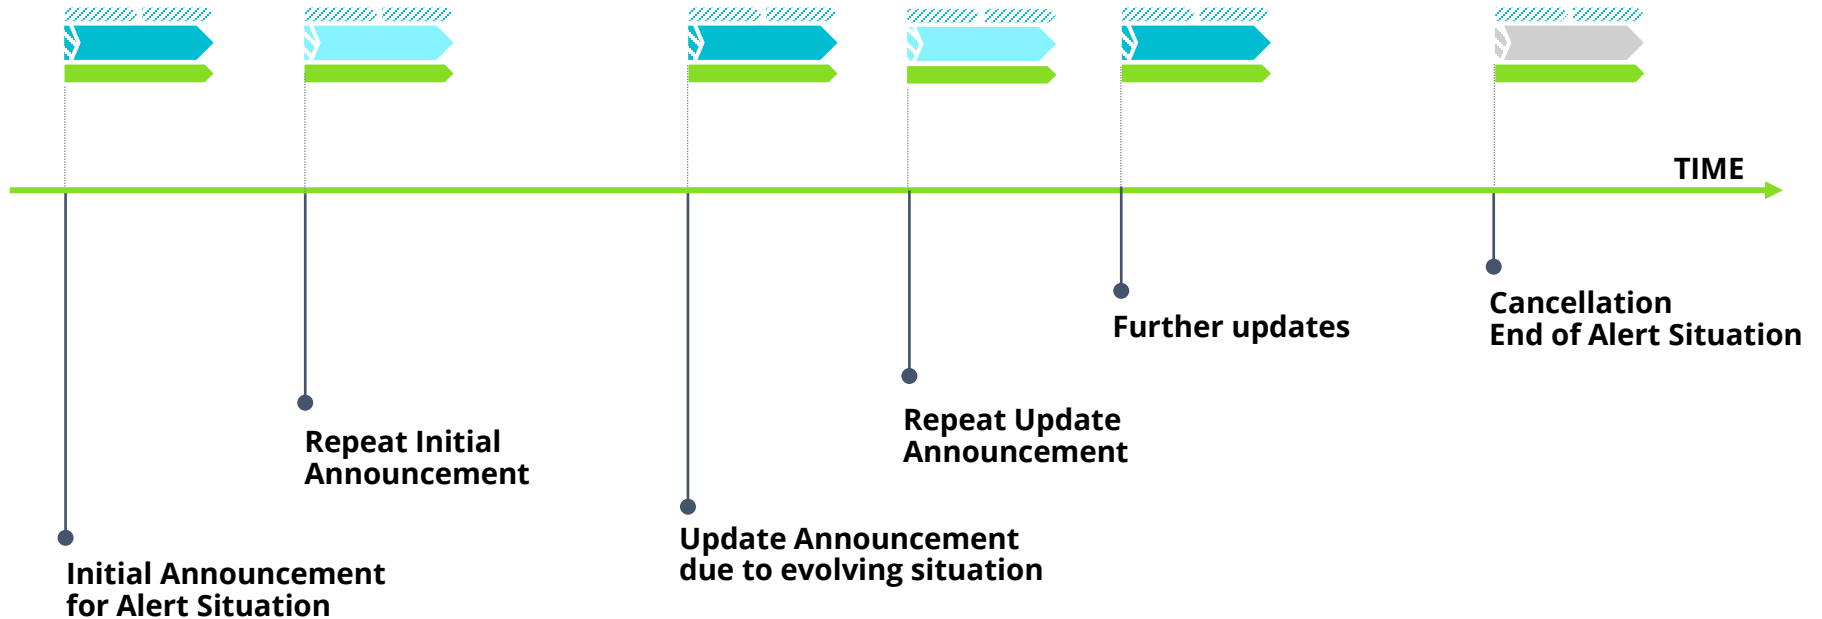 TIME
Initial Announcement
for Alert Situation
Repeat Initial
Announcement
Update Announcement
due to evolving situation
Repeat Update
Announcement
Further updates
Cancellation
End of Alert Situation